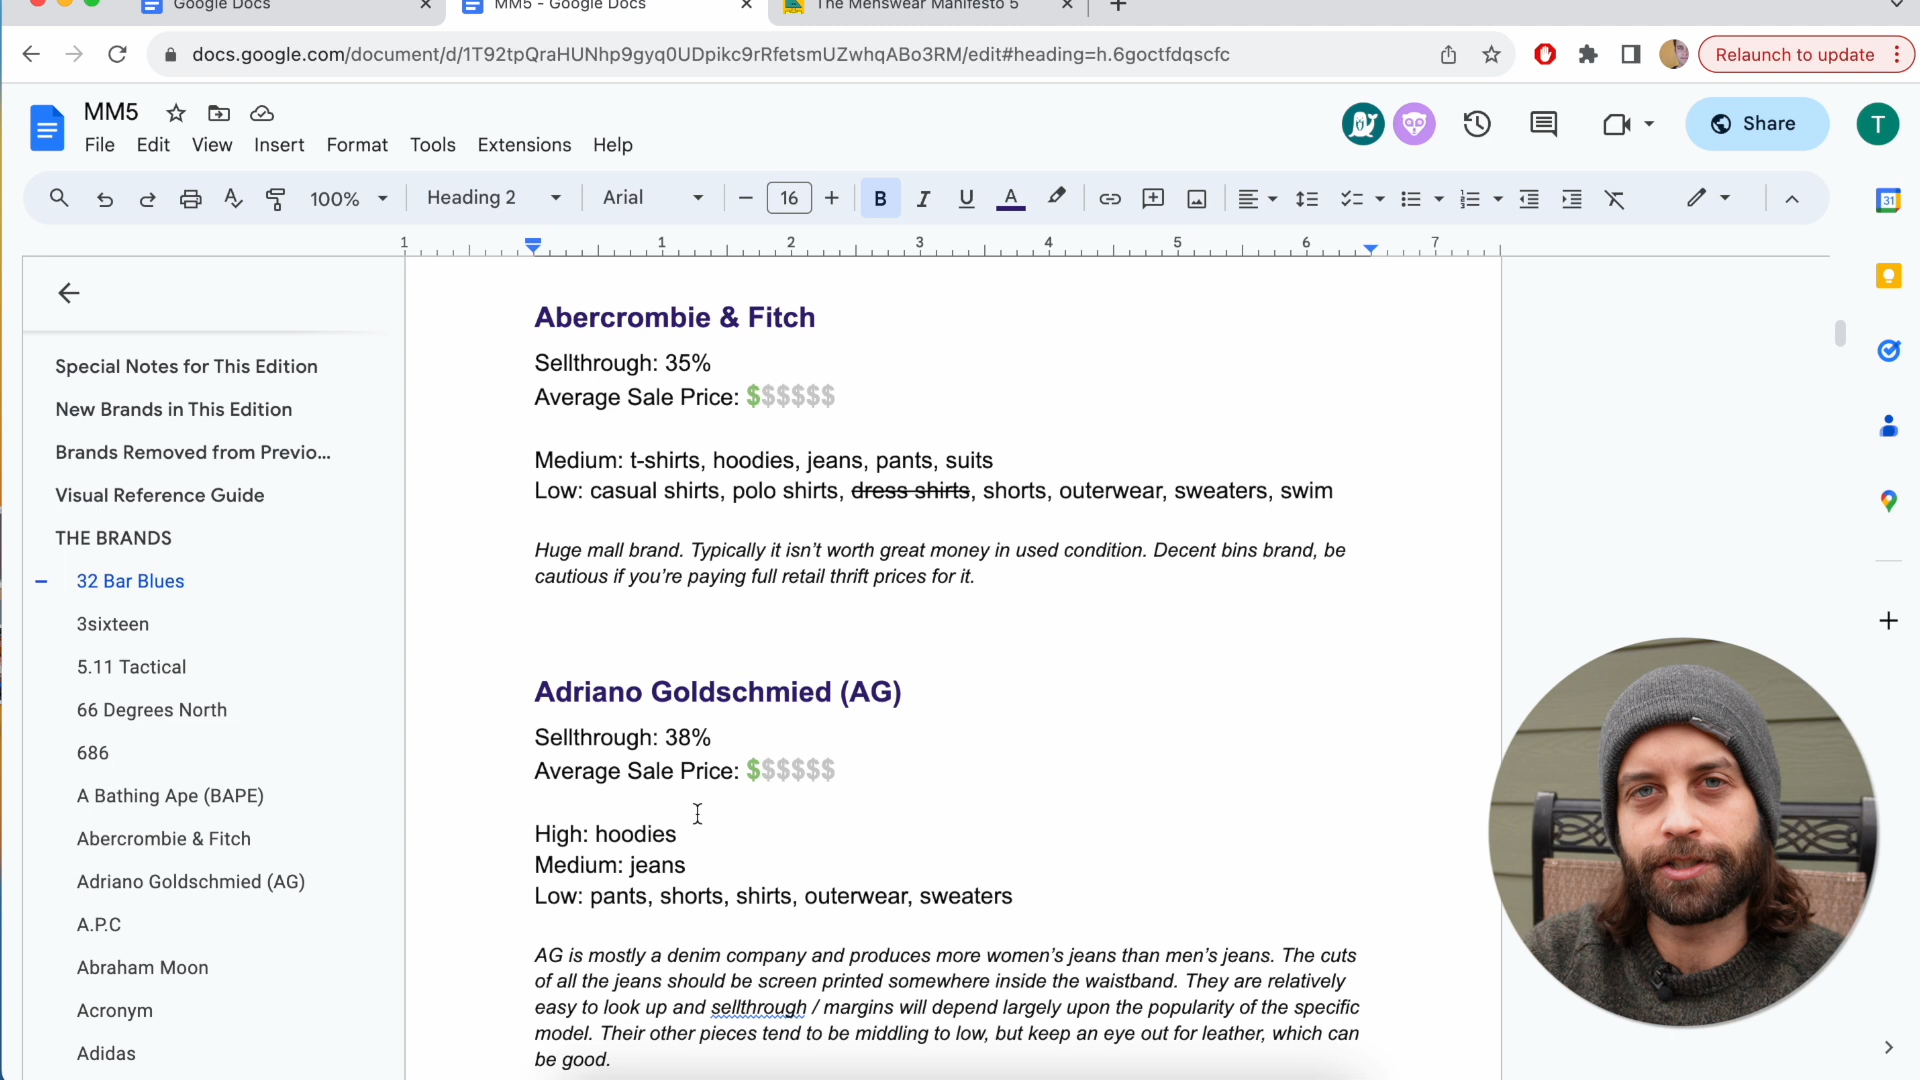 Google Docs
MM5 - Google Docs
The Menswear Manifesto 5
docs.google.com/document/d/1T92tpQraHUNhp9gyq0UDpikc9rRfetsmUZwhqABo3RM/edit#heading=h.6goctfdqscfc
Relaunch to update
MM5
File Edit View Insert Format Tools Extensions Help
Share
T
100%
Heading 2
Arial
16
B
I
U
A
31
1 1 2 3 4 5 6 7
Special Notes for This Edition
New Brands in This Edition
Brands Removed from Previo...
Visual Reference Guide
THE BRANDS
32 Bar Blues
3sixteen
5.11 Tactical
66 Degrees North
686
A Bathing Ape (BAPE)
Abercrombie & Fitch
Adriano Goldschmied (AG)
A.P.C
Abraham Moon
Acronym
Adidas
Abercrombie & Fitch
Sellthrough: 35%
Average Sale Price: $$$$$$
Medium: t-shirts, hoodies, jeans, pants, suits
Low: casual shirts, polo shirts, dress shirts, shorts, outerwear, sweaters, swim
Huge mall brand. Typically it isn't worth great money in used condition. Decent bins brand, be
cautious if you're paying full retail thrift prices for it.
Adriano Goldschmied (AG)
Sellthrough: 38%
Average Sale Price: $$$$$$
High: hoodies
Medium: jeans
Low: pants, shorts, shirts, outerwear, sweaters
AG is mostly a denim company and produces more women's jeans than men's jeans. The cuts
of all the jeans should be screen printed somewhere inside the waistband. They are relatively
easy to look up and sellthrough / margins will depend largely upon the popularity of the specific
model. Their other pieces tend to be middling to low, but keep an eye out for leather, which can
be good.